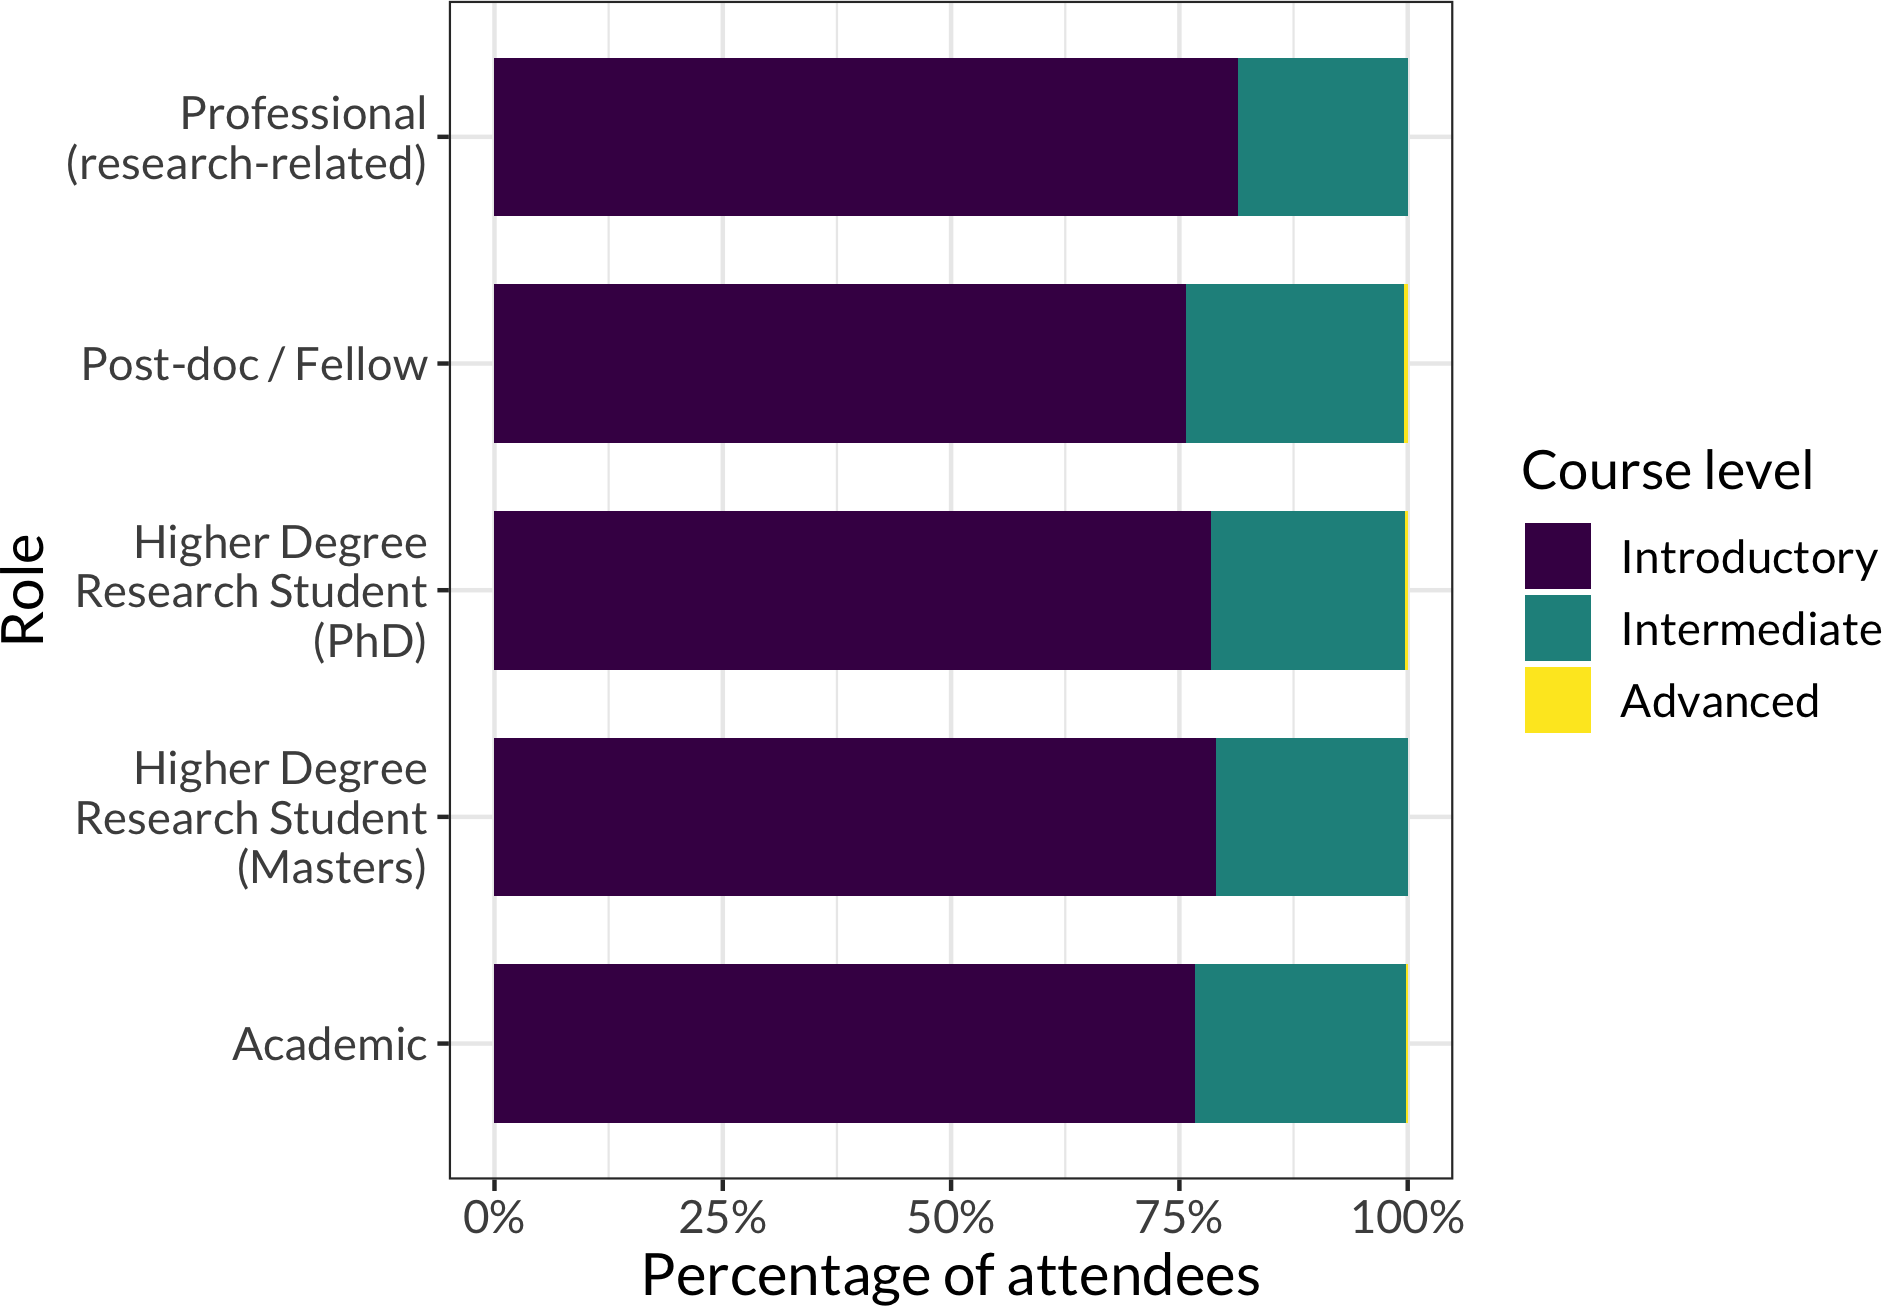 Role
Professional
(research-related)
Post-doc / Fellow
Higher Degree
Research Student
(PhD)
Higher Degree
Research Student
(Masters)
Academic
0% 25% 50% 75% 100%
Percentage of attendees
Course level
Introductory
Intermediate
Advanced